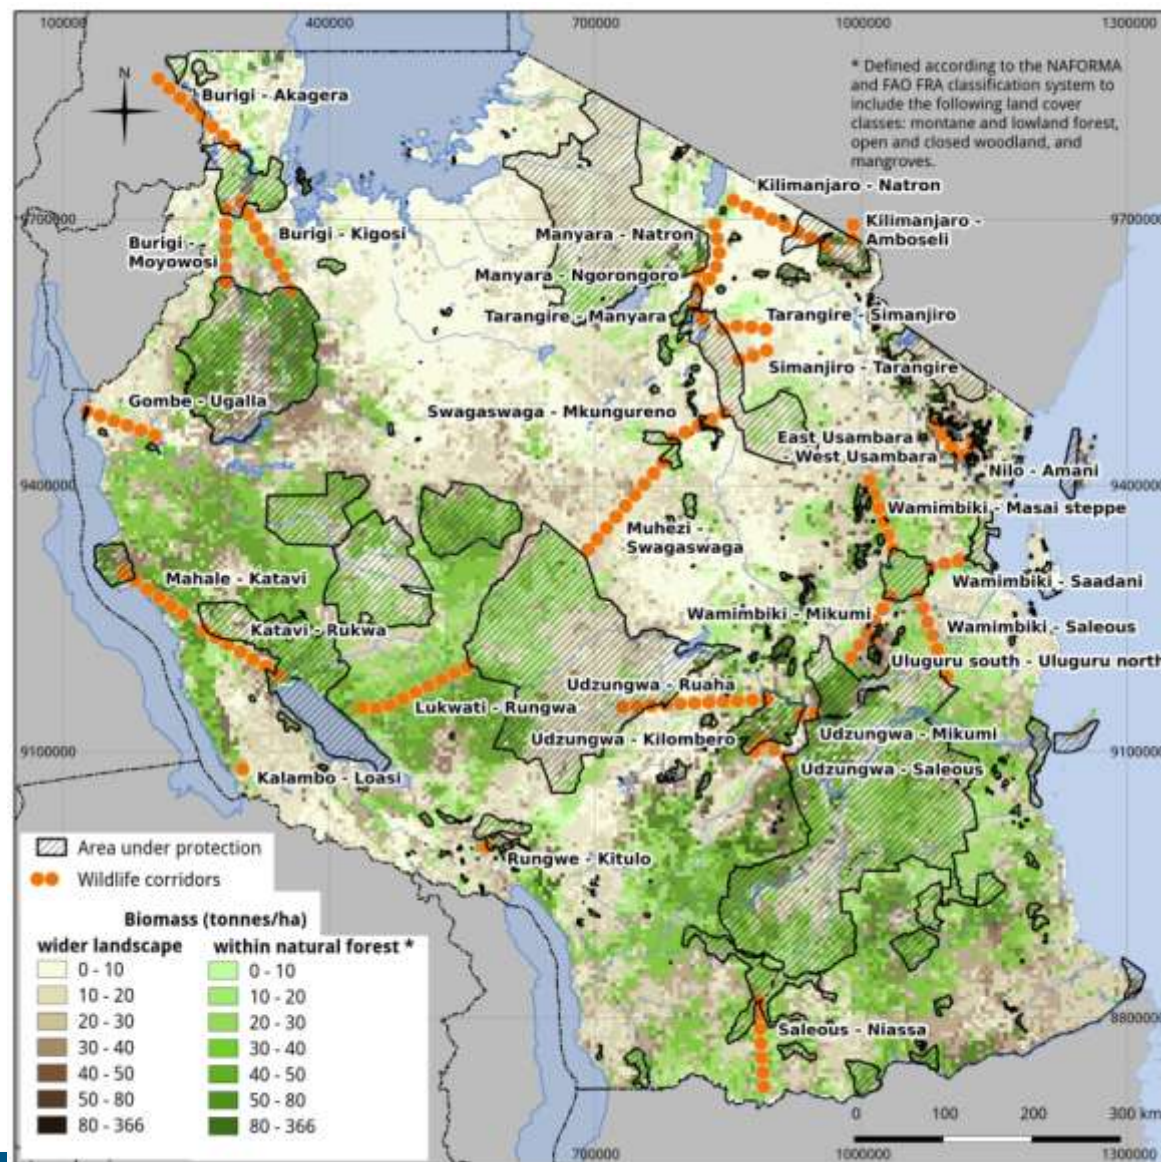 100000 400000 700000 1000000 1300000
N
* Defined according to the NAFORMA
and FAO FRA classification system to
include the following land cover
classes: montane and lowland forest,
open and closed woodland, and
mangroves.
Burigi - Akagera
Kilimanjaro - Natron
9700000
9700000
Kilimanjaro -
Amboseli
Burigi -
Moyowosi
Burigi - Kigosi
Manyara - Natron
Manyara - Ngorongoro
Tarangire - Manyara
Tarangire - Simanjiro
Simanjiro - Tarangire
Gombe - Ugalla
Swagaswaga - Mkungureno
East Usambara
- West Usambara
Nilo - Amani
9400000
9400000
Wamimbiki - Masai steppe
Muhezi -
Swagaswaga
Mahale - Katavi
Wamimbiki - Saadani
Wamimbiki - Mikumi
Katavi - Rukwa
Wamimbiki - Saleous
Uluguru south - Uluguru north
Udzungwa - Ruaha
Lukwati - Rungwa
Udzungwa - Kilombero
Udzungwa - Mikumi
9100000
9100000
Udzungwa - Saleous
Kalambo - Loasi
Rungwe - Kitulo
Area under protection
Wildlife corridors
Biomass (tonnes/ha)
wider landscape within natural forest *
0 - 10 0 - 10
10 - 20 10 - 20
20 - 30 20 - 30
30 - 40 30 - 40
40 - 50 40 - 50
50 - 80 50 - 80
80 - 366 80 - 366
8800000
Saleous - Niassa
0 100 200 300 km
700000 1000000 1300000